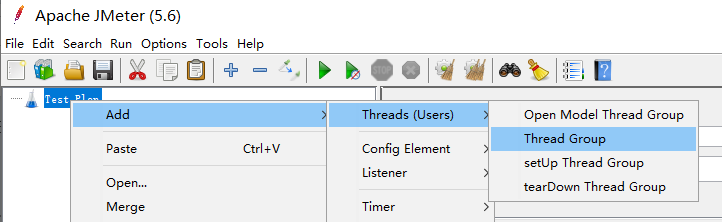 Apache JMeter (5.6)
File Edit Search Run Options Tools Help
Test Plan
Add
Threads (Users)
Open Model Thread Group
Thread Group
Paste Ctrl+V
Config Element
setUp Thread Group
Listener
Open...
tearDown Thread Group
Merge
Timer